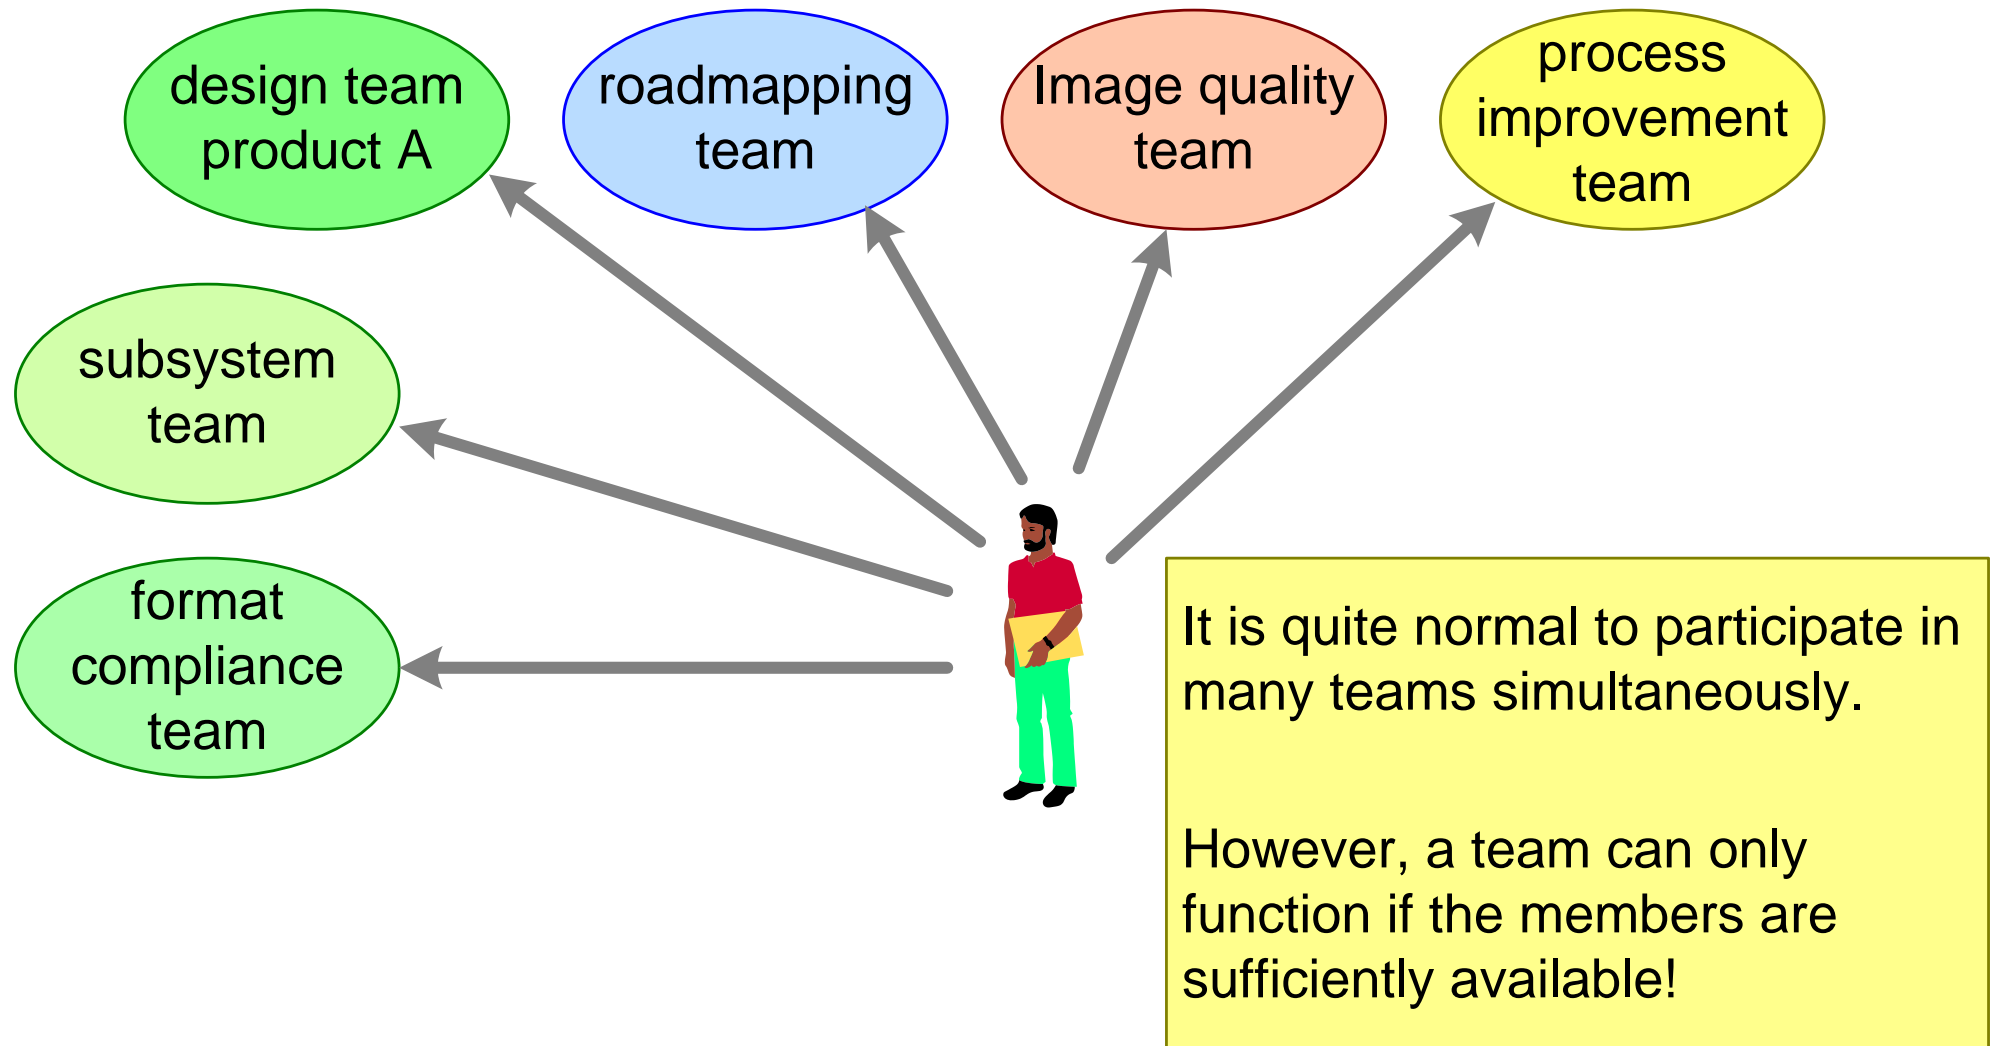 design team
product A
roadmapping
team
Image quality
team
process
improvement
team
subsystem
team
format
compliance
team
It is quite normal to participate in
many teams simultaneously.
However, a team can only
function if the members are
sufficiently available!